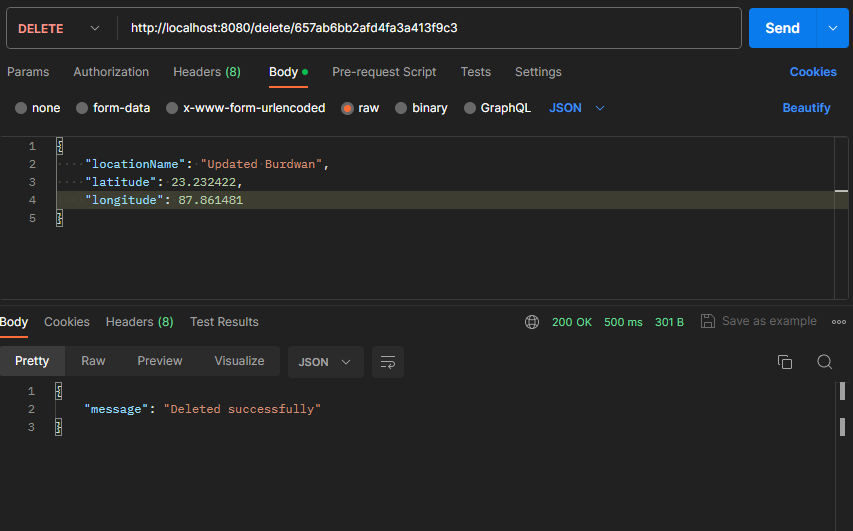 DELETE http://localhost:8080/delete/657ab6bb2afd4fa3a413f9c3 Send
Params Authorization Headers (8) Body Pre-request Script Tests Settings Cookies
none form-data x-www-form-urlencoded raw binary GraphQL JSON Beautify
1 {
2 "locationName": "Updated Burdwan",
3 "latitude": 23.232422,
4 "longitude": 87.861481
5 }
Body Cookies Headers (8) Test Results 200 OK 500 ms 301 B Save as example
Pretty Raw Preview Visualize JSON
1 {
2 "message": "Deleted successfully"
3 }